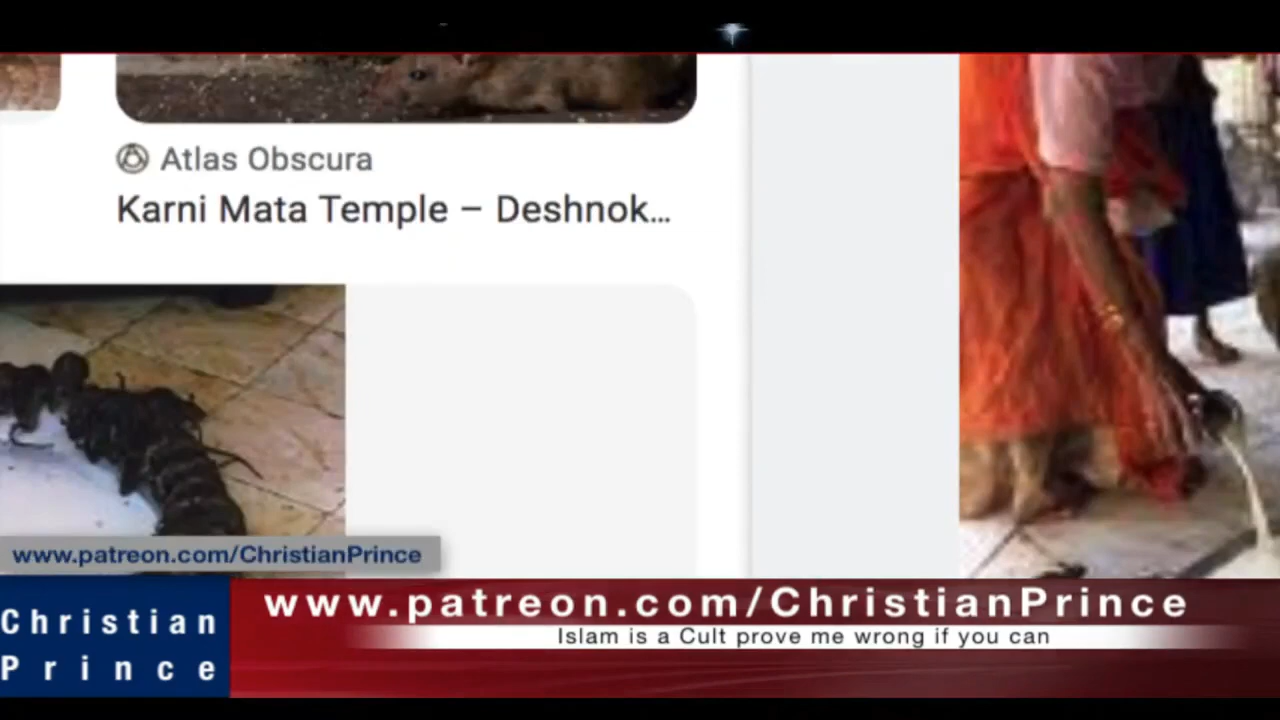 Atlas Obscura
Karni Mata Temple – Deshnok...
www.patreon.com/ChristianPrince
Christian
Prince
www.patreon.com/ChristianPrince
Islam is a Cult prove me wrong if you can